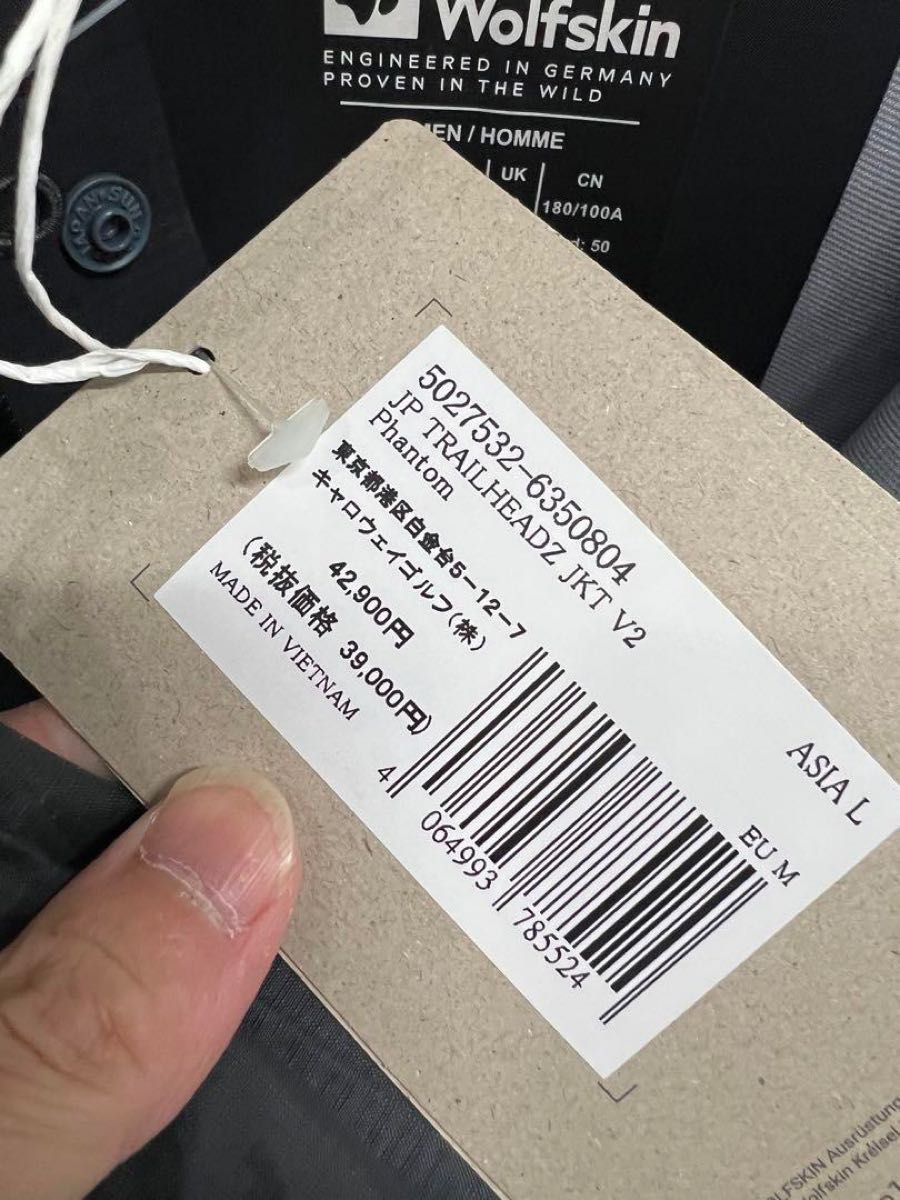 Wolfskin
ENGINEERED IN GERMANY
PROVEN IN THE WILD
MEN / HOMME
UK
CN
180/100A
50
5027532-6350804
JP TRAILHEADZ JKT V2
Phantom
東京都港区白金台5-12-7
キャロウェイゴルフ(株)
42,900円
(税抜価格 39,000円)
MADE IN VIETNAM
ASIA L
EU M
4 064993 785524
WOLFSKIN Ausrüstung